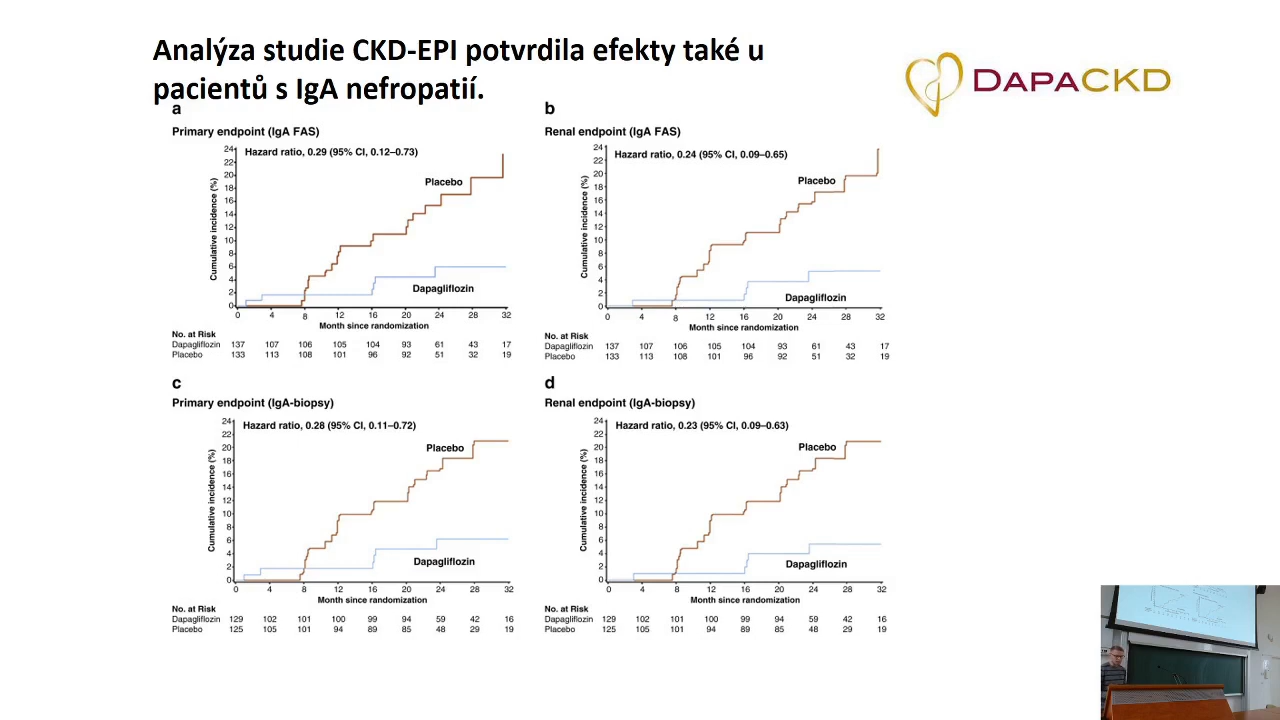 Analýza studie CKD-EPI potvrdila efekty také u
pacientů s IgA nefropatií.
DAPACKD
a
Primary endpoint (IgA FAS)
Hazard ratio, 0.29 (95% CI, 0.12–0.73)
Cumulative incidence (%)
24
22
20
18
16
14
12
10
8
6
4
2
0
Placebo
Dapagliflozin
0 4 8 12 16 20 24 28 32
Month since randomization
No. at Risk
Dapagliflozin 137 107 106 105 104 93 61 43 17
Placebo 133 113 108 101 96 92 51 32 19
b
Renal endpoint (IgA FAS)
Hazard ratio, 0.24 (95% CI, 0.09–0.65)
Cumulative incidence (%)
24
22
20
18
16
14
12
10
8
6
4
2
0
Placebo
Dapagliflozin
0 4 8 12 16 20 24 28 32
Month since randomization
No. at Risk
Dapagliflozin 137 107 106 105 104 93 61 43 17
Placebo 133 113 108 101 96 92 51 32 19
c
Primary endpoint (IgA-biopsy)
Hazard ratio, 0.28 (95% CI, 0.11–0.72)
Cumulative incidence (%)
24
22
20
18
16
14
12
10
8
6
4
2
0
Placebo
Dapagliflozin
0 4 8 12 16 20 24 28 32
Month since randomization
No. at Risk
Dapagliflozin 129 102 101 100 99 94 59 42 16
Placebo 125 105 101 94 89 85 48 29 19
d
Renal endpoint (IgA-biopsy)
Hazard ratio, 0.23 (95% CI, 0.09–0.63)
Cumulative incidence (%)
24
22
20
18
16
14
12
10
8
6
4
2
0
Placebo
Dapagliflozin
0 4 8 12 16 20 24 28 32
Month since randomization
No. at Risk
Dapagliflozin 129 102 101 100 99 94 59 42 16
Placebo 125 105 101 94 89 85 48 29 19